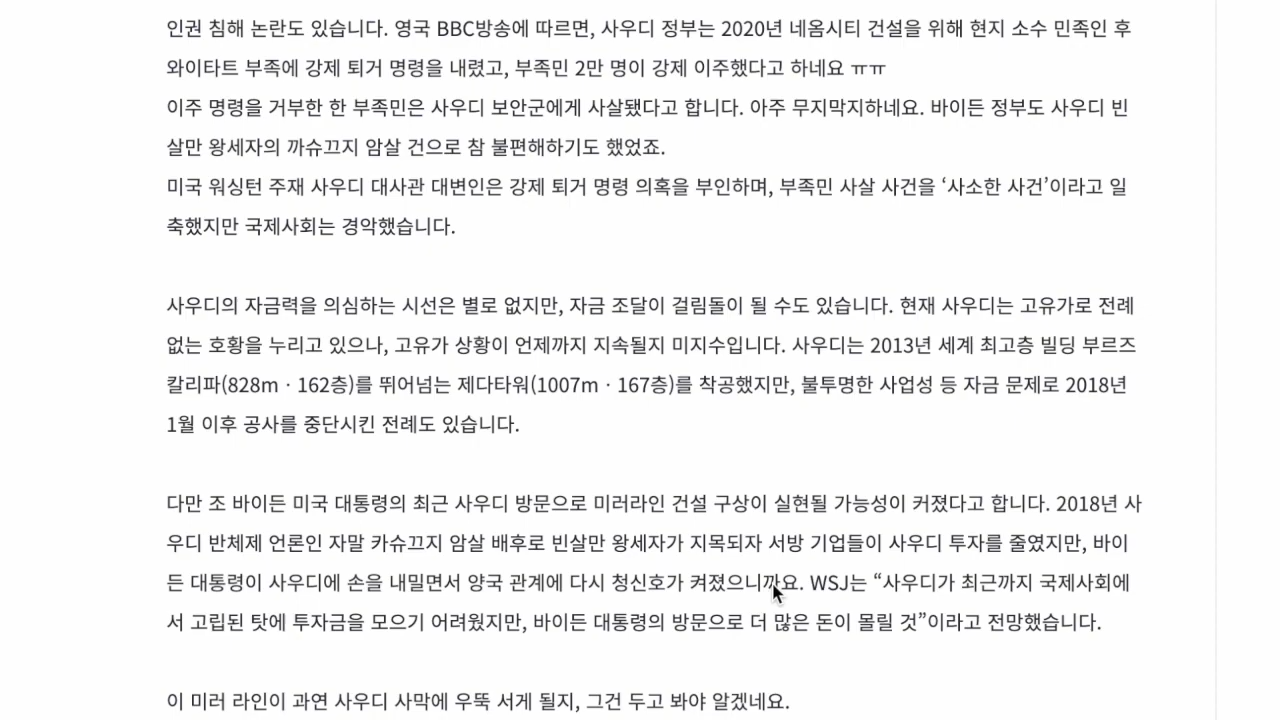 인권 침해 논란도 있습니다. 영국 BBC방송에 따르면, 사우디 정부는 2020년 네옴시티 건설을 위해 현지 소수 민족인 후
와이타트 부족에 강제 퇴거 명령을 내렸고, 부족민 2만 명이 강제 이주했다고 하네요 ㅠㅠ
이주 명령을 거부한 한 부족민은 사우디 보안군에게 사살됐다고 합니다. 아주 무지막지하네요. 바이든 정부도 사우디 빈
살만 왕세자의 까슈끄지 암살 건으로 참 불편해하기도 했었죠.
미국 워싱턴 주재 사우디 대사관 대변인은 강제 퇴거 명령 의혹을 부인하며, 부족민 사살 사건을 ‘사소한 사건’이라고 일
축했지만 국제사회는 경악했습니다.
사우디의 자금력을 의심하는 시선은 별로 없지만, 자금 조달이 걸림돌이 될 수도 있습니다. 현재 사우디는 고유가로 전례
없는 호황을 누리고 있으나, 고유가 상황이 언제까지 지속될지 미지수입니다. 사우디는 2013년 세계 최고층 빌딩 부르즈
칼리파(828m · 162층)를 뛰어넘는 제다타워(1007m · 167층)를 착공했지만, 불투명한 사업성 등 자금 문제로 2018년
1월 이후 공사를 중단시킨 전례도 있습니다.
다만 조 바이든 미국 대통령의 최근 사우디 방문으로 미러라인 건설 구상이 실현될 가능성이 커졌다고 합니다. 2018년 사
우디 반체제 언론인 자말 카슈끄지 암살 배후로 빈살만 왕세자가 지목되자 서방 기업들이 사우디 투자를 줄였지만, 바이
든 대통령이 사우디에 손을 내밀면서 양국 관계에 다시 청신호가 켜졌으니까요. WSJ는 “사우디가 최근까지 국제사회에
서 고립된 탓에 투자금을 모으기 어려웠지만, 바이든 대통령의 방문으로 더 많은 돈이 몰릴 것”이라고 전망했습니다.
이 미러 라인이 과연 사우디 사막에 우뚝 서게 될지, 그건 두고 봐야 알겠네요.